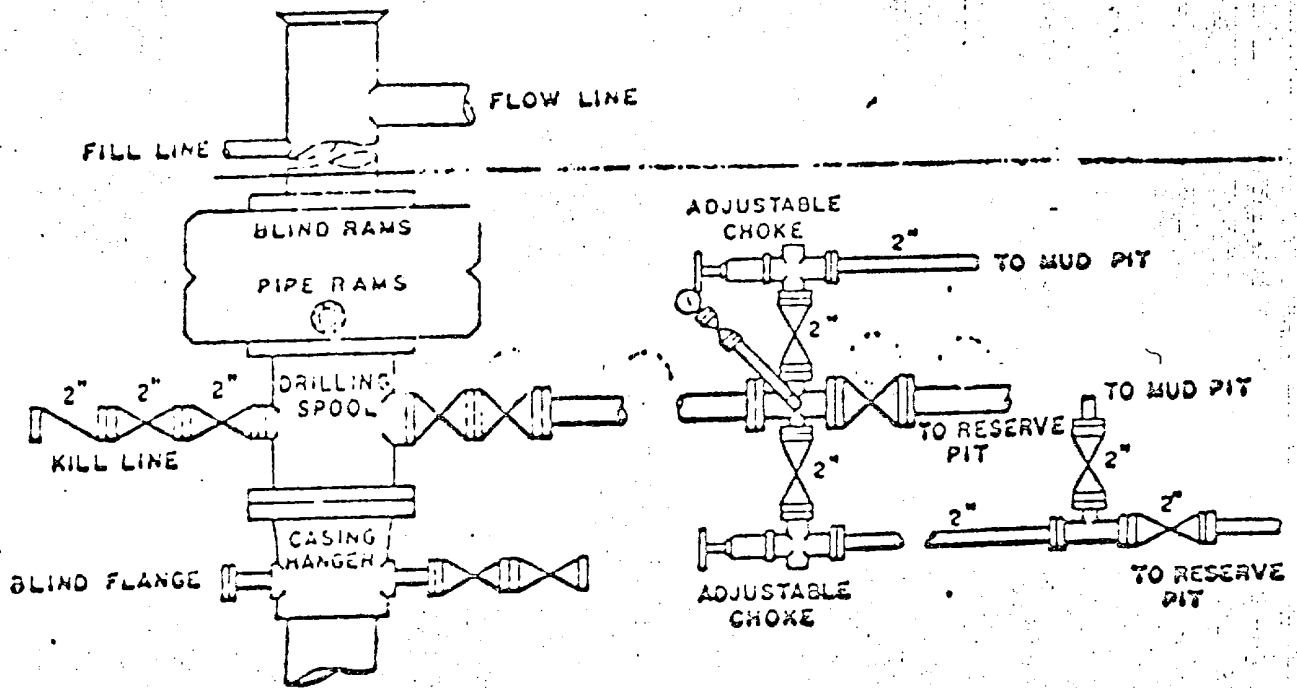 FLOW LINE
FILL LINE
BLIND RAMS
PIPE RAMS
ADJUSTABLE
CHOKE
2"
TO MUD PIT
2"
2" 2" 2"
DRILLING
SPOOL
KILL LINE
TO RESERVE
PIT
TO MUD PIT
2"
2"
2"
2"
CASING
HANGER
BLIND FLANGE
ADJUSTABLE
CHOKE
TO RESERVE
PIT